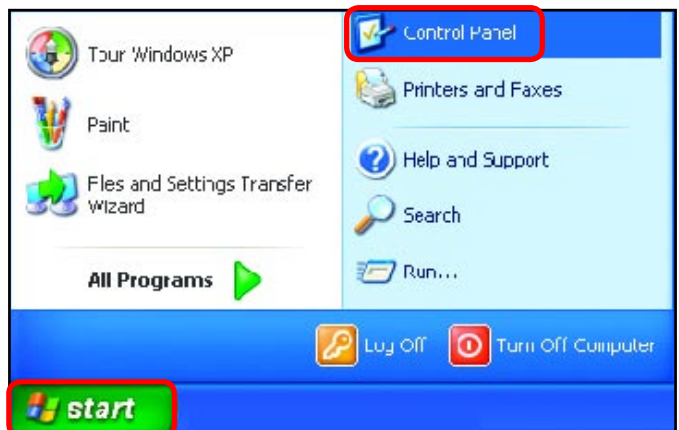 Tour Windows XP
Paint
Files and Settings Transfer
Wizard
All Programs
Control Panel
Printers and Faxes
Help and Support
Search
Run...
Log Off
Turn Off Computer
start